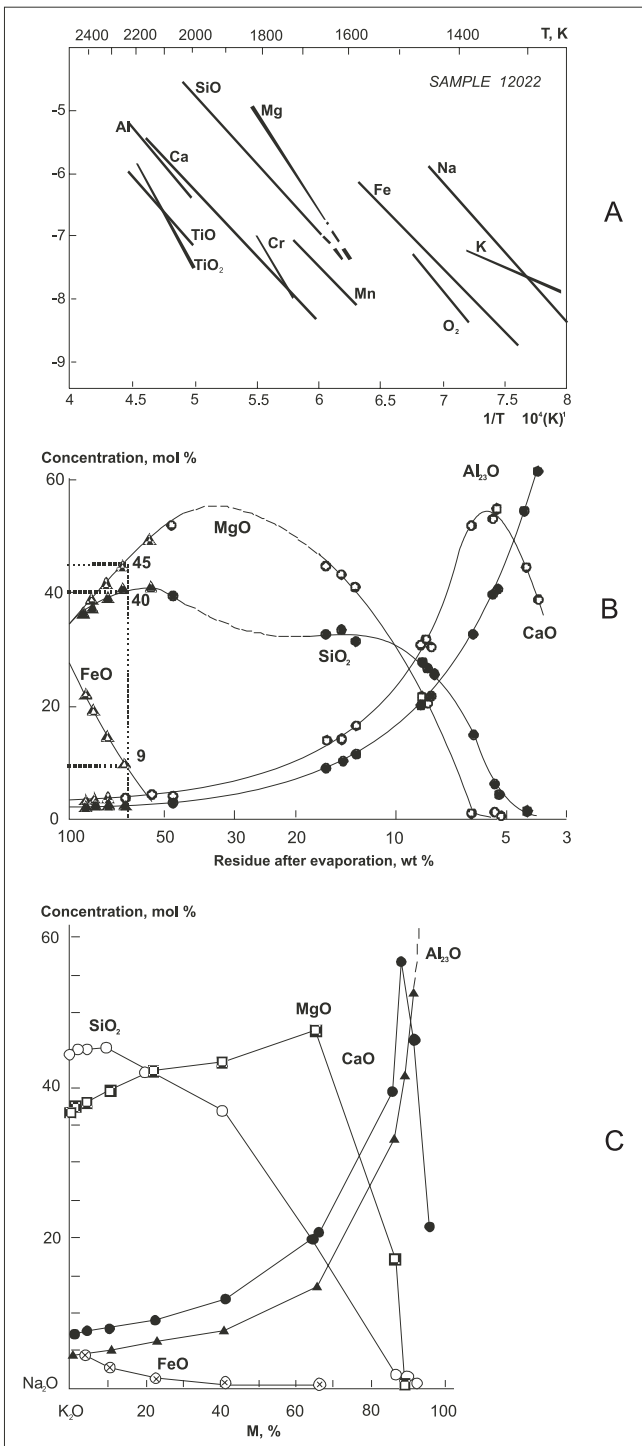 2400 2200 2000 1800 1600 1400 T, K
SAMPLE 12022
SiO
Mg
Al
Ca
Fe
Na
TiO
TiO₂
Cr
Mn
K
O₂
-5
-6
-7
-8
-9
4 4.5 5 5.5 6 6.5 7 7.5 8
1/T 10⁴(K)¹
A
Concentration, mol %
60
40
20
0
MgO
Al₂₃O
45
40
FeO
SiO₂
CaO
9
100 50 30 20 10 5 3
Residue after evaporation, wt %
B
Concentration, mol %
60
40
20
Na₂O
K₂O
SiO₂
MgO
Al₂₃O
CaO
FeO
20 40 60 80 100
M, %
C